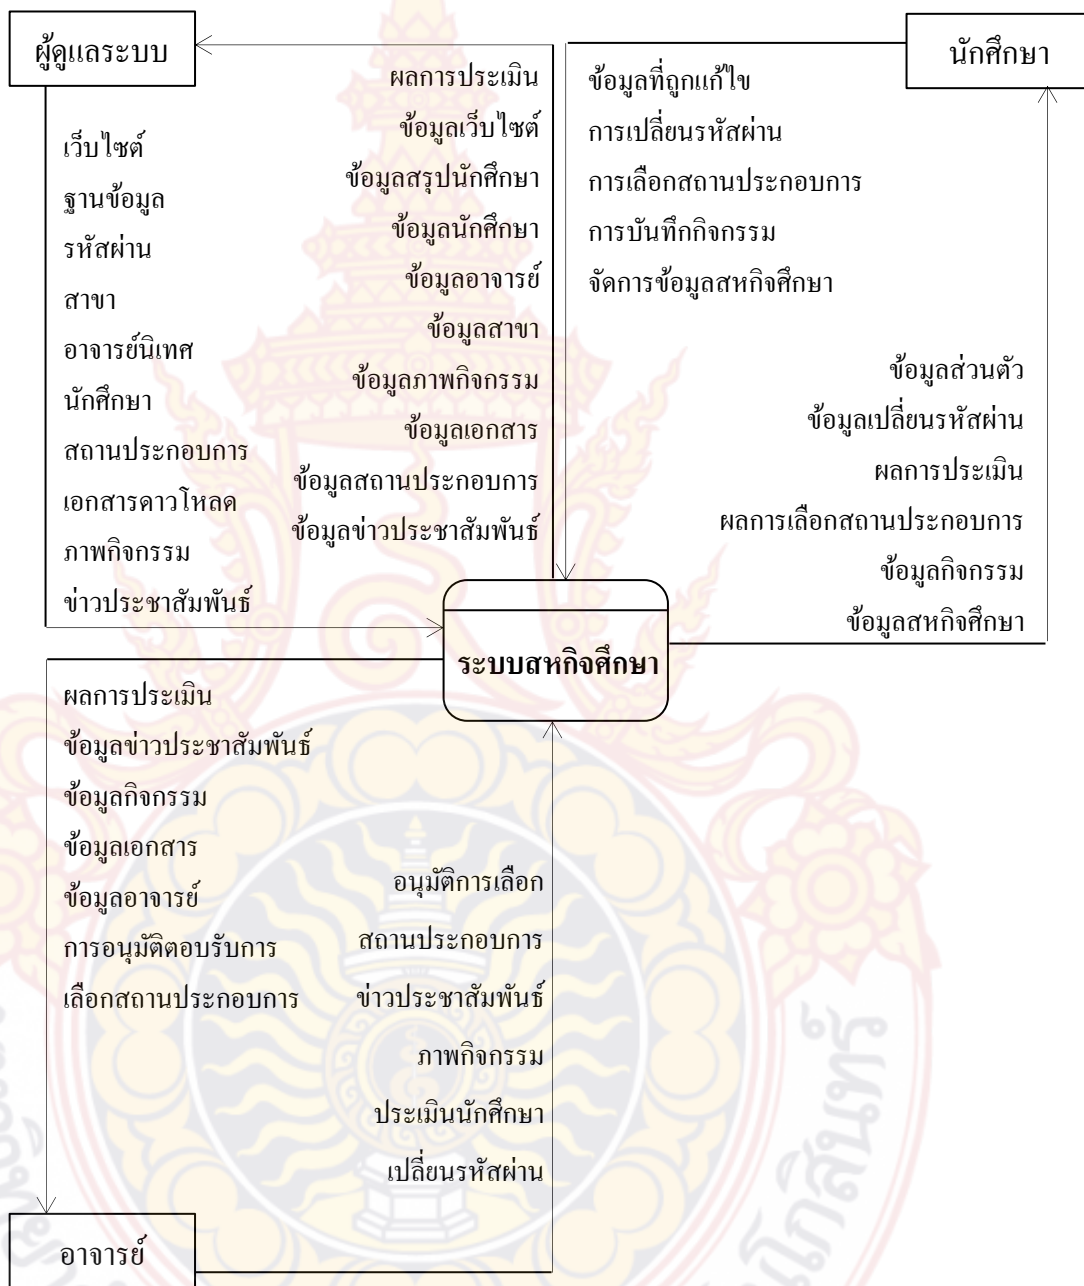 ผู้ดูแลระบบ
นักศึกษา
ผลการประเมิน
ข้อมูลเว็บไซต์
ข้อมูลสรุปนักศึกษา
ข้อมูลนักศึกษา
ข้อมูลอาจารย์
ข้อมูลสาขา
ข้อมูลภาพกิจกรรม
ข้อมูลเอกสาร
ข้อมูลสถานประกอบการ
ข้อมูลข่าวประชาสัมพันธ์
เว็บไซต์
ฐานข้อมูล
รหัสผ่าน
สาขา
อาจารย์นิเทศ
นักศึกษา
สถานประกอบการ
เอกสารดาวโหลด
ภาพกิจกรรม
ข่าวประชาสัมพันธ์
ข้อมูลที่ถูกแก้ไข
การเปลี่ยนรหัสผ่าน
การเลือกสถานประกอบการ
การบันทึกกิจกรรม
จัดการข้อมูลสหกิจศึกษา
ข้อมูลส่วนตัว
ข้อมูลเปลี่ยนรหัสผ่าน
ผลการประเมิน
ผลการเลือกสถานประกอบการ
ข้อมูลกิจกรรม
ข้อมูลสหกิจศึกษา
ระบบสหกิจศึกษา
ผลการประเมิน
ข้อมูลข่าวประชาสัมพันธ์
ข้อมูลกิจกรรม
ข้อมูลเอกสาร
ข้อมูลอาจารย์
การอนุมัติตอบรับการ
เลือกสถานประกอบการ
อนุมัติการเลือก
สถานประกอบการ
ข่าวประชาสัมพันธ์
ภาพกิจกรรม
ประเมินนักศึกษา
เปลี่ยนรหัสผ่าน
อาจารย์